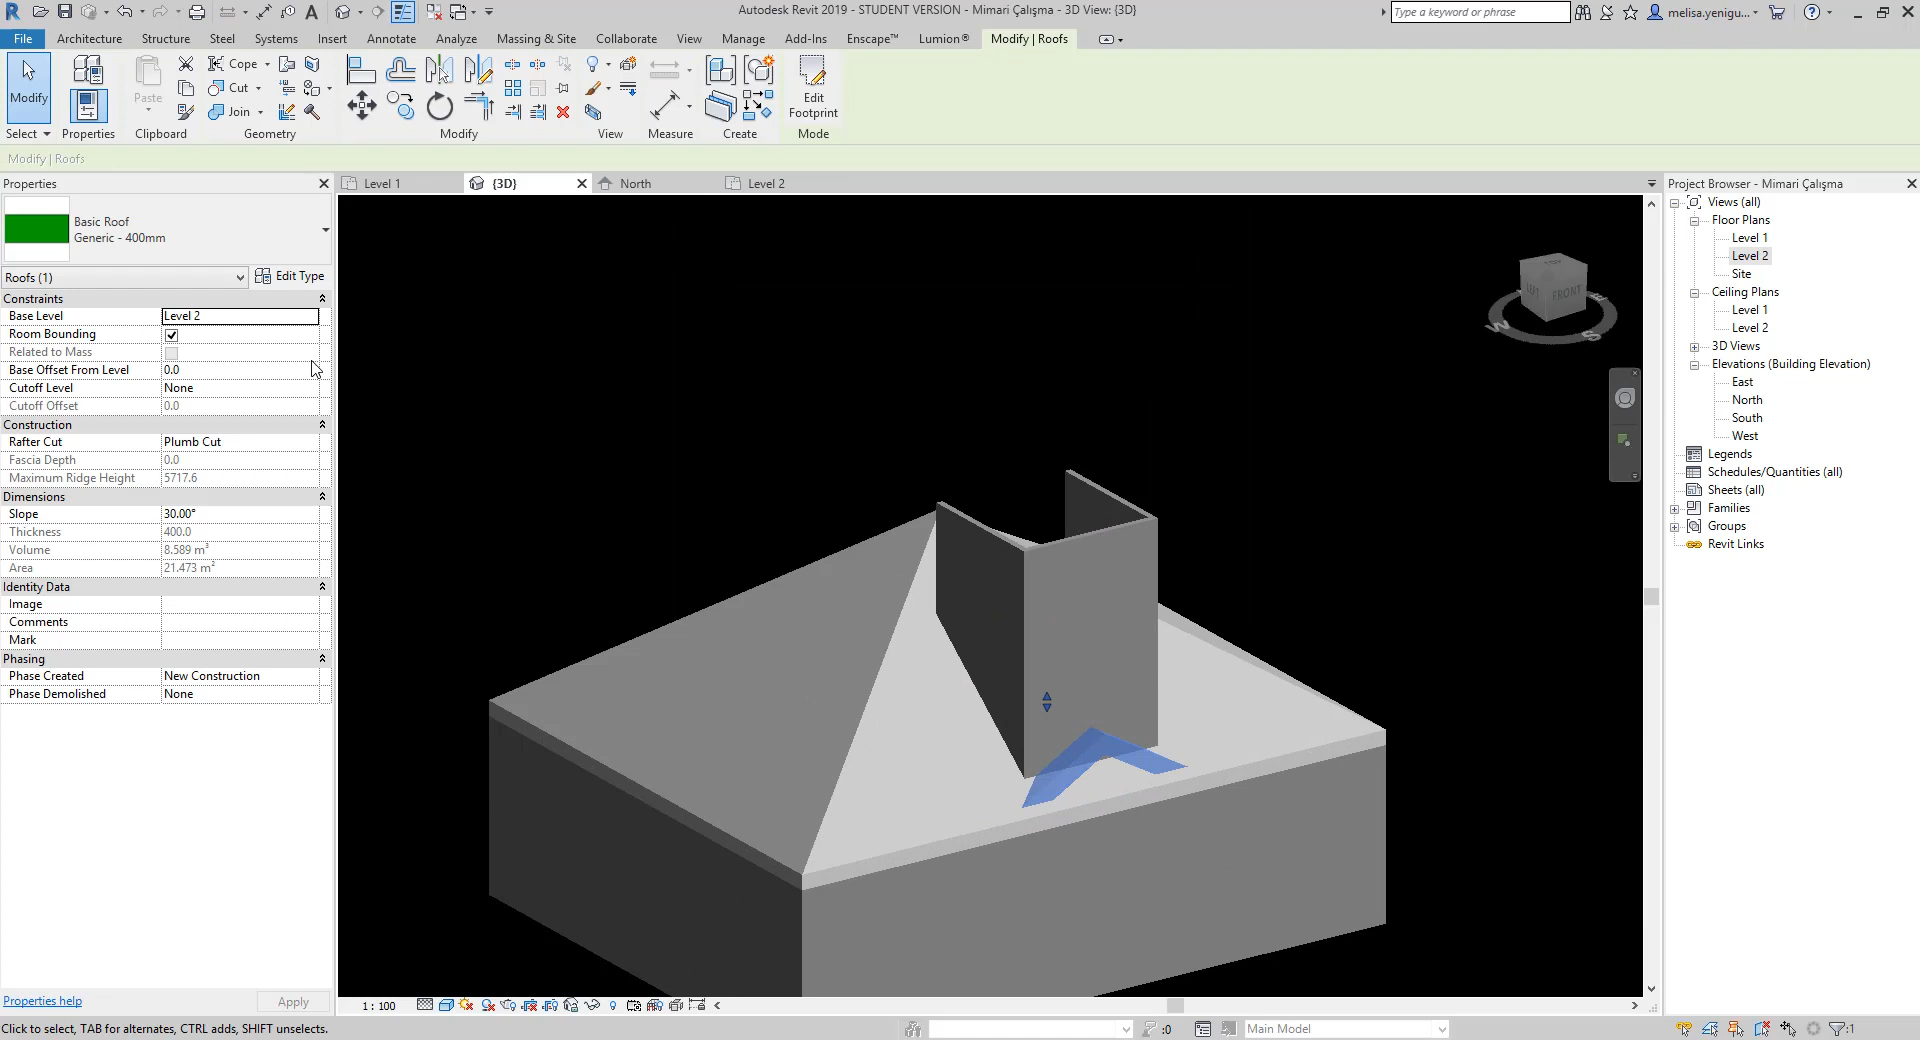 Autodesk Revit 2019 - STUDENT VERSION - Mimari Çalışma - 3D View: {3D}
Type a keyword or phrase
melisa.yenigu...
File Architecture Structure Steel Systems Insert Annotate Analyze Massing & Site Collaborate View Manage Add-Ins Enscape™ Lumion® Modify | Roofs
Modify
Paste
Cope
Cut
Join
Edit
Footprint
Select Properties Clipboard Geometry Modify View Measure Create Mode
Modify | Roofs
Properties
Level 1
{3D}
North
Level 2
Project Browser - Mimari Çalışma
Basic Roof
Generic - 400mm
Roofs (1)
Edit Type
Constraints
Base Level Level 2
Room Bounding
Related to Mass
Base Offset From Level 0.0
Cutoff Level None
Cutoff Offset 0.0
Construction
Rafter Cut Plumb Cut
Fascia Depth 0.0
Maximum Ridge Height 5717.6
Dimensions
Slope 30.00°
Thickness 400.0
Volume 8.589 m³
Area 21.473 m²
Identity Data
Image
Comments
Mark
Phasing
Phase Created New Construction
Phase Demolished None
Properties help
Apply
FRONT
W
S
Views (all)
Floor Plans
Level 1
Level 2
Site
Ceiling Plans
Level 1
Level 2
3D Views
Elevations (Building Elevation)
East
North
South
West
Legends
Schedules/Quantities (all)
Sheets (all)
Families
Groups
Revit Links
1 : 100
Click to select, TAB for alternates, CTRL adds, SHIFT unselects.
:0
Main Model
:1